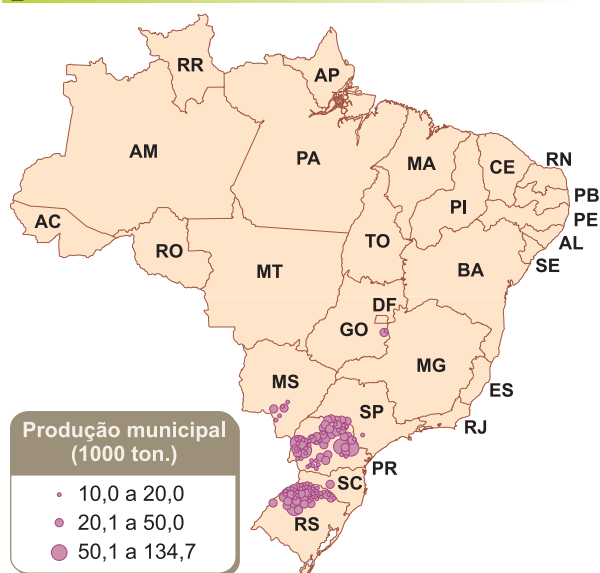 RR
AP
AM
PA
MA
CE
RN
PB
PE
AL
SE
PI
AC
RO
TO
MT
BA
DF
GO
MG
ES
MS
SP
RJ
PR
SC
RS
Produção municipal
(1000 ton.)
10,0 a 20,0
20,1 a 50,0
50,1 a 134,7